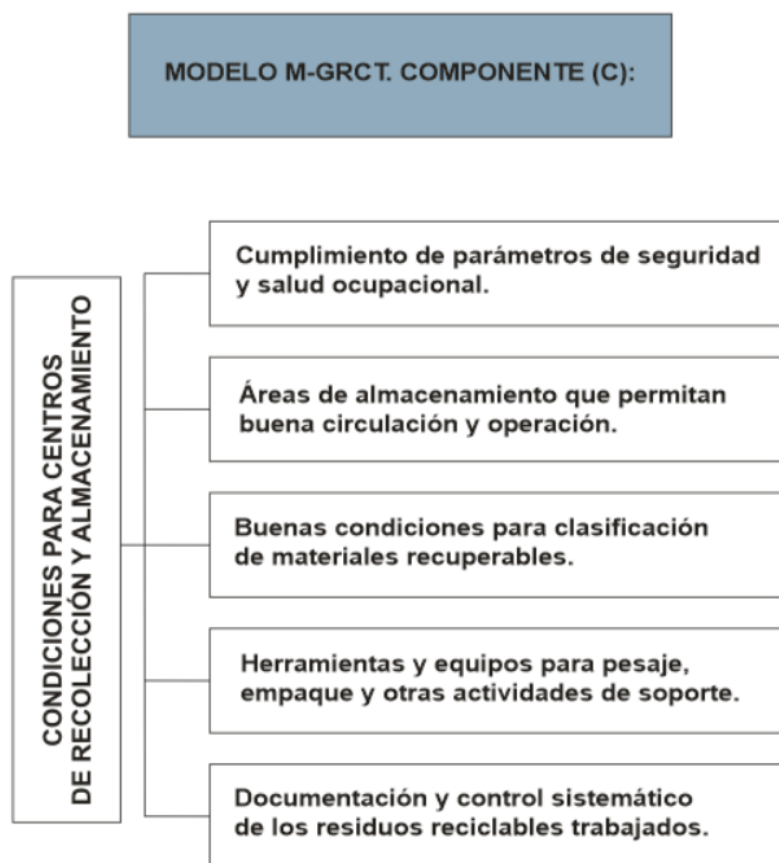 MODELO M-GRCT. COMPONENTE (C):
CONDICIONES PARA CENTROS
DE RECOLECCIÓN Y ALMACENAMIENTO
Cumplimiento de parámetros de seguridad
y salud ocupacional.
Áreas de almacenamiento que permitan
buena circulación y operación.
Buenas condiciones para clasificación
de materiales recuperables.
Herramientas y equipos para pesaje,
empaque y otras actividades de soporte.
Documentación y control sistemático
de los residuos reciclables trabajados.